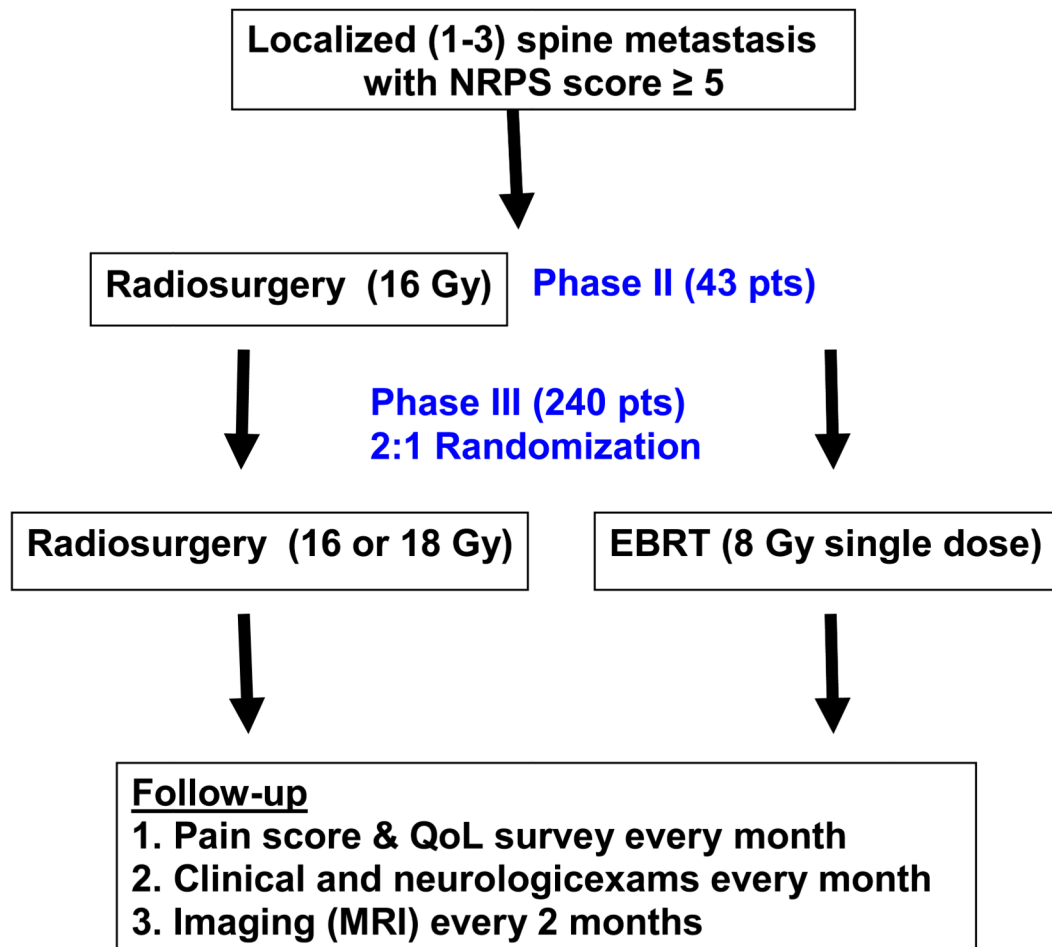 Localized (1-3) spine metastasis
with NRPS score ≥ 5
Radiosurgery (16 Gy)
Phase II (43 pts)
Phase III (240 pts)
2:1 Randomization
Radiosurgery (16 or 18 Gy)
EBRT (8 Gy single dose)
Follow-up
1. Pain score & QoL survey every month
2. Clinical and neurologicexams every month
3. Imaging (MRI) every 2 months